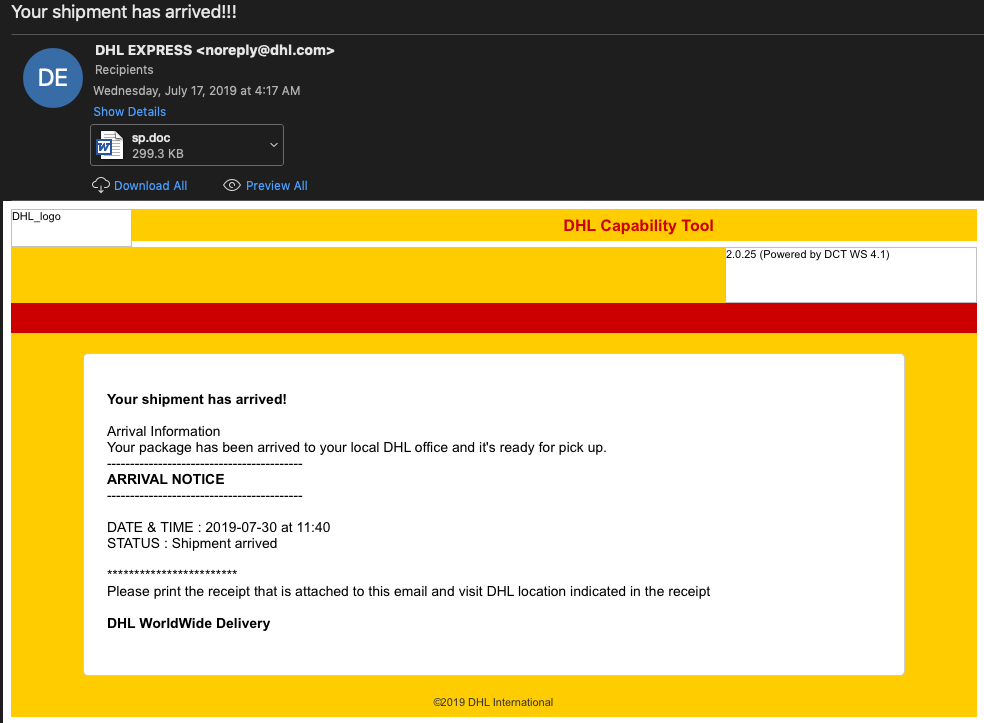 Your shipment has arrived!!!
DE
DHL EXPRESS <noreply@dhl.com>
Recipients
Wednesday, July 17, 2019 at 4:17 AM
Show Details
W
sp.doc
299.3 KB
Download All Preview All
DHL_logo
DHL Capability Tool
2.0.25 (Powered by DCT WS 4.1)
Your shipment has arrived!
Arrival Information
Your package has been arrived to your local DHL office and it's ready for pick up.
------------------------------------------
ARRIVAL NOTICE
------------------------------------------
DATE & TIME : 2019-07-30 at 11:40
STATUS : Shipment arrived
************************
Please print the receipt that is attached to this email and visit DHL location indicated in the receipt
DHL WorldWide Delivery
©2019 DHL International